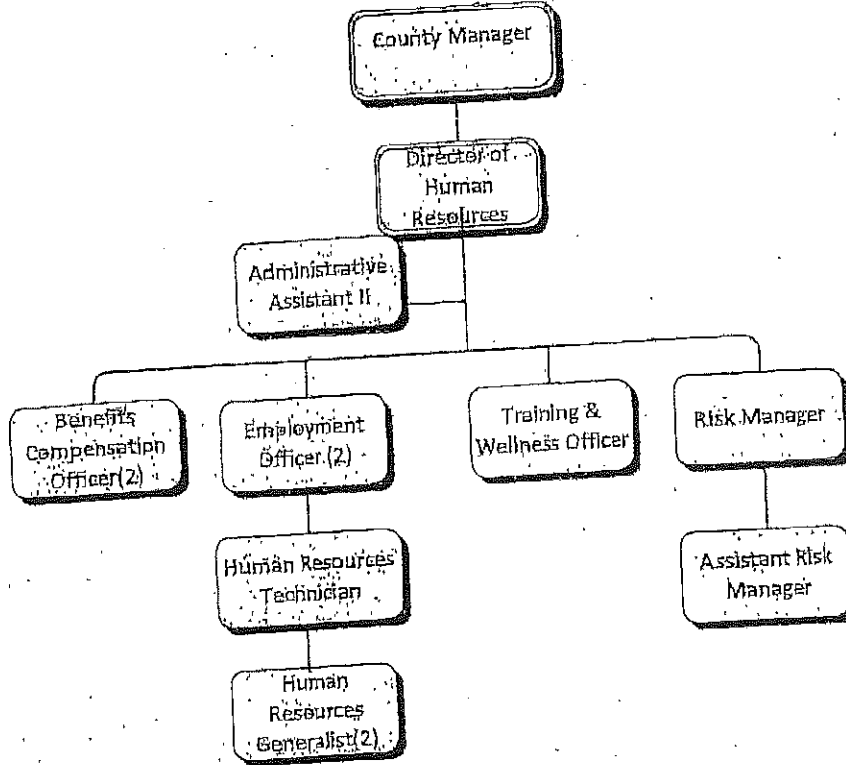 County Manager
Director of
Human
Resources
Administrative
Assistant II
Benefits
Compensation
Officer(2)
Employment
Officer (2)
Training &
Wellness Officer
Risk Manager
Human Resources
Technician
Assistant Risk
Manager
Human
Resources
Generalist(2)